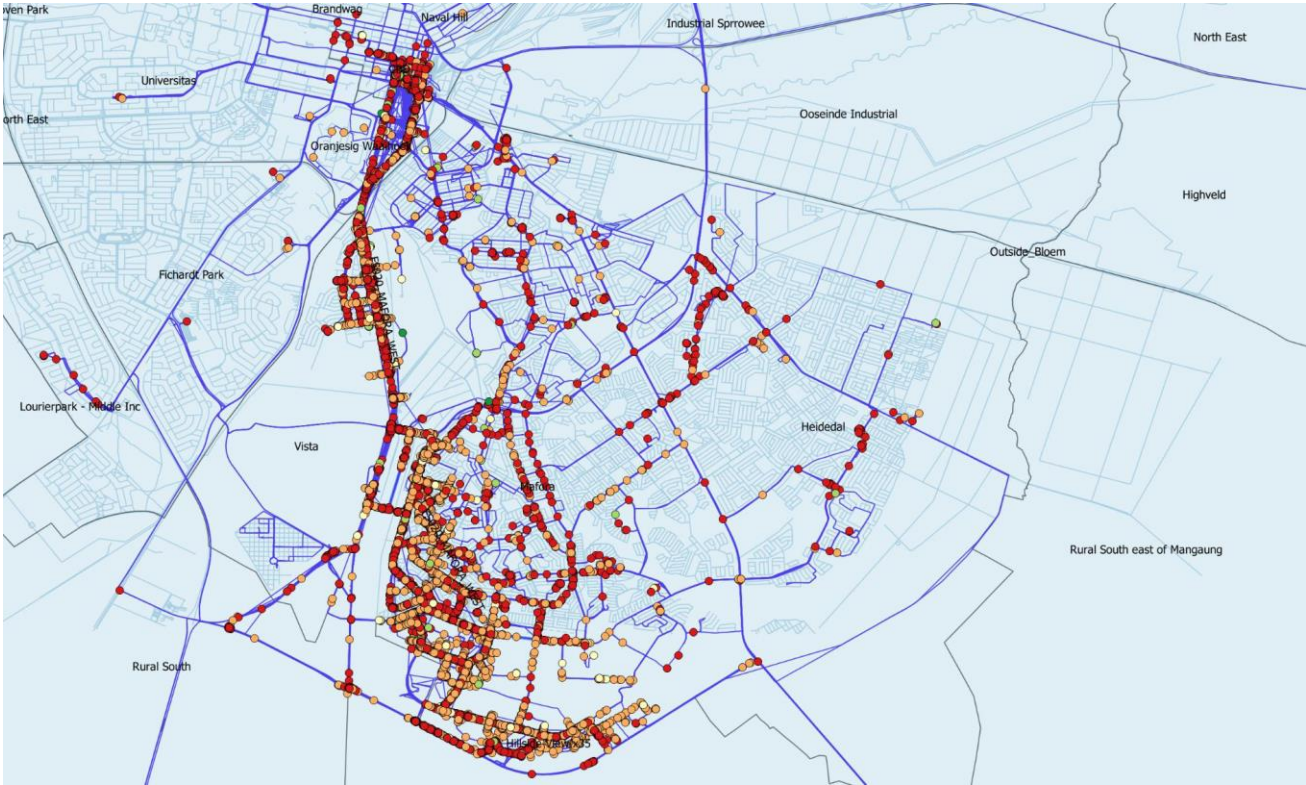 oven Park
Brandwag
Naval Hill
Industrial Sprrowee
North East
Universitas
orth East
Ooseinde Industrial
Highveld
Outside_Bloem
Fichardt Park
Lourierpark - Middle Inc
Vista
Heidedal
Mafora
Rural South east of Mangaung
Rural South